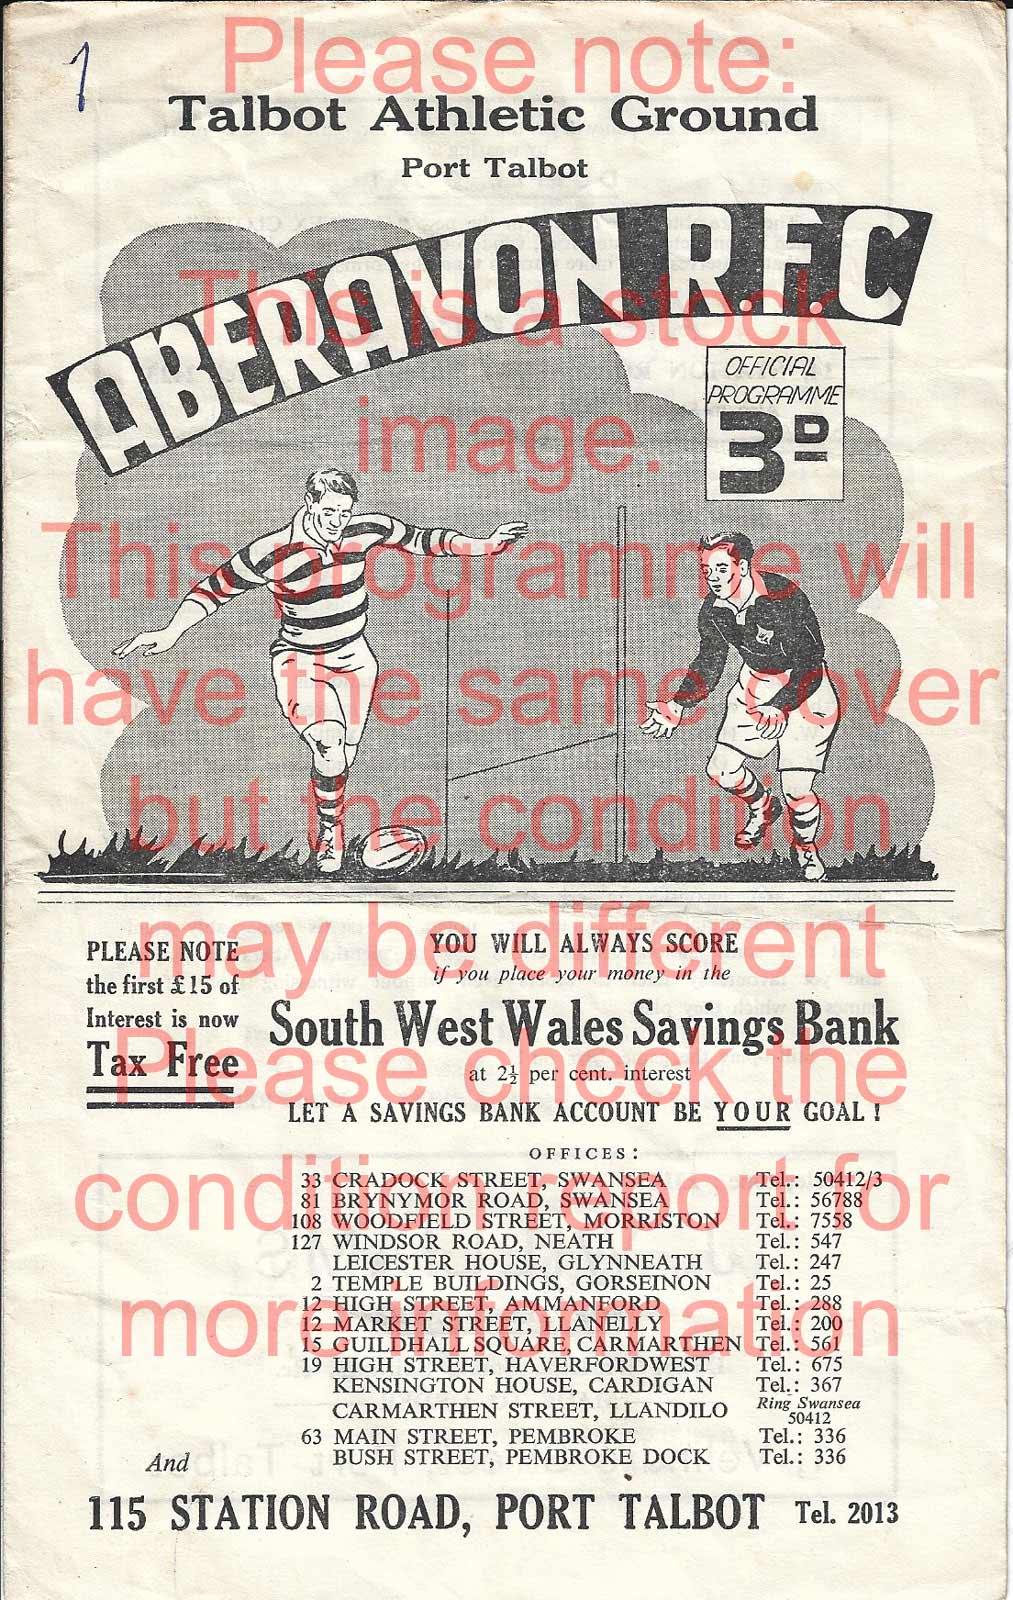 Please note:
1
Talbot Athletic Ground
Port Talbot
ABERAVON R.F.C
This is a stock
OFFICIAL
PROGRAMME
3D
image.
This programme will
have the same cover
but the condition
may be different
PLEASE NOTE
the first £15 of
Interest is now
Tax Free
YOU WILL ALWAYS SCORE
if you place your money in the
South West Wales Savings Bank
Please check the
at 2½ per cent. interest
LET A SAVINGS BANK ACCOUNT BE YOUR GOAL !
OFFICES :
condition report for
33 CRADOCK STREET, SWANSEA Tel.: 50412/3
81 BRYNYMOR ROAD, SWANSEA Tel.: 56788
108 WOODFIELD STREET, MORRISTON Tel.: 7558
127 WINDSOR ROAD, NEATH Tel.: 547
LEICESTER HOUSE, GLYNNEATH Tel.: 247
2 TEMPLE BUILDINGS, GORSEINON Tel.: 25
more information
12 HIGH STREET, AMMANFORD Tel.: 288
12 MARKET STREET, LLANELLY Tel.: 200
15 GUILDHALL SQUARE, CARMARTHEN Tel.: 561
19 HIGH STREET, HAVERFORDWEST Tel.: 675
KENSINGTON HOUSE, CARDIGAN Tel.: 367
CARMARTHEN STREET, LLANDILO Ring Swansea 50412
63 MAIN STREET, PEMBROKE Tel.: 336
BUSH STREET, PEMBROKE DOCK Tel.: 336
And
115 STATION ROAD, PORT TALBOT Tel. 2013